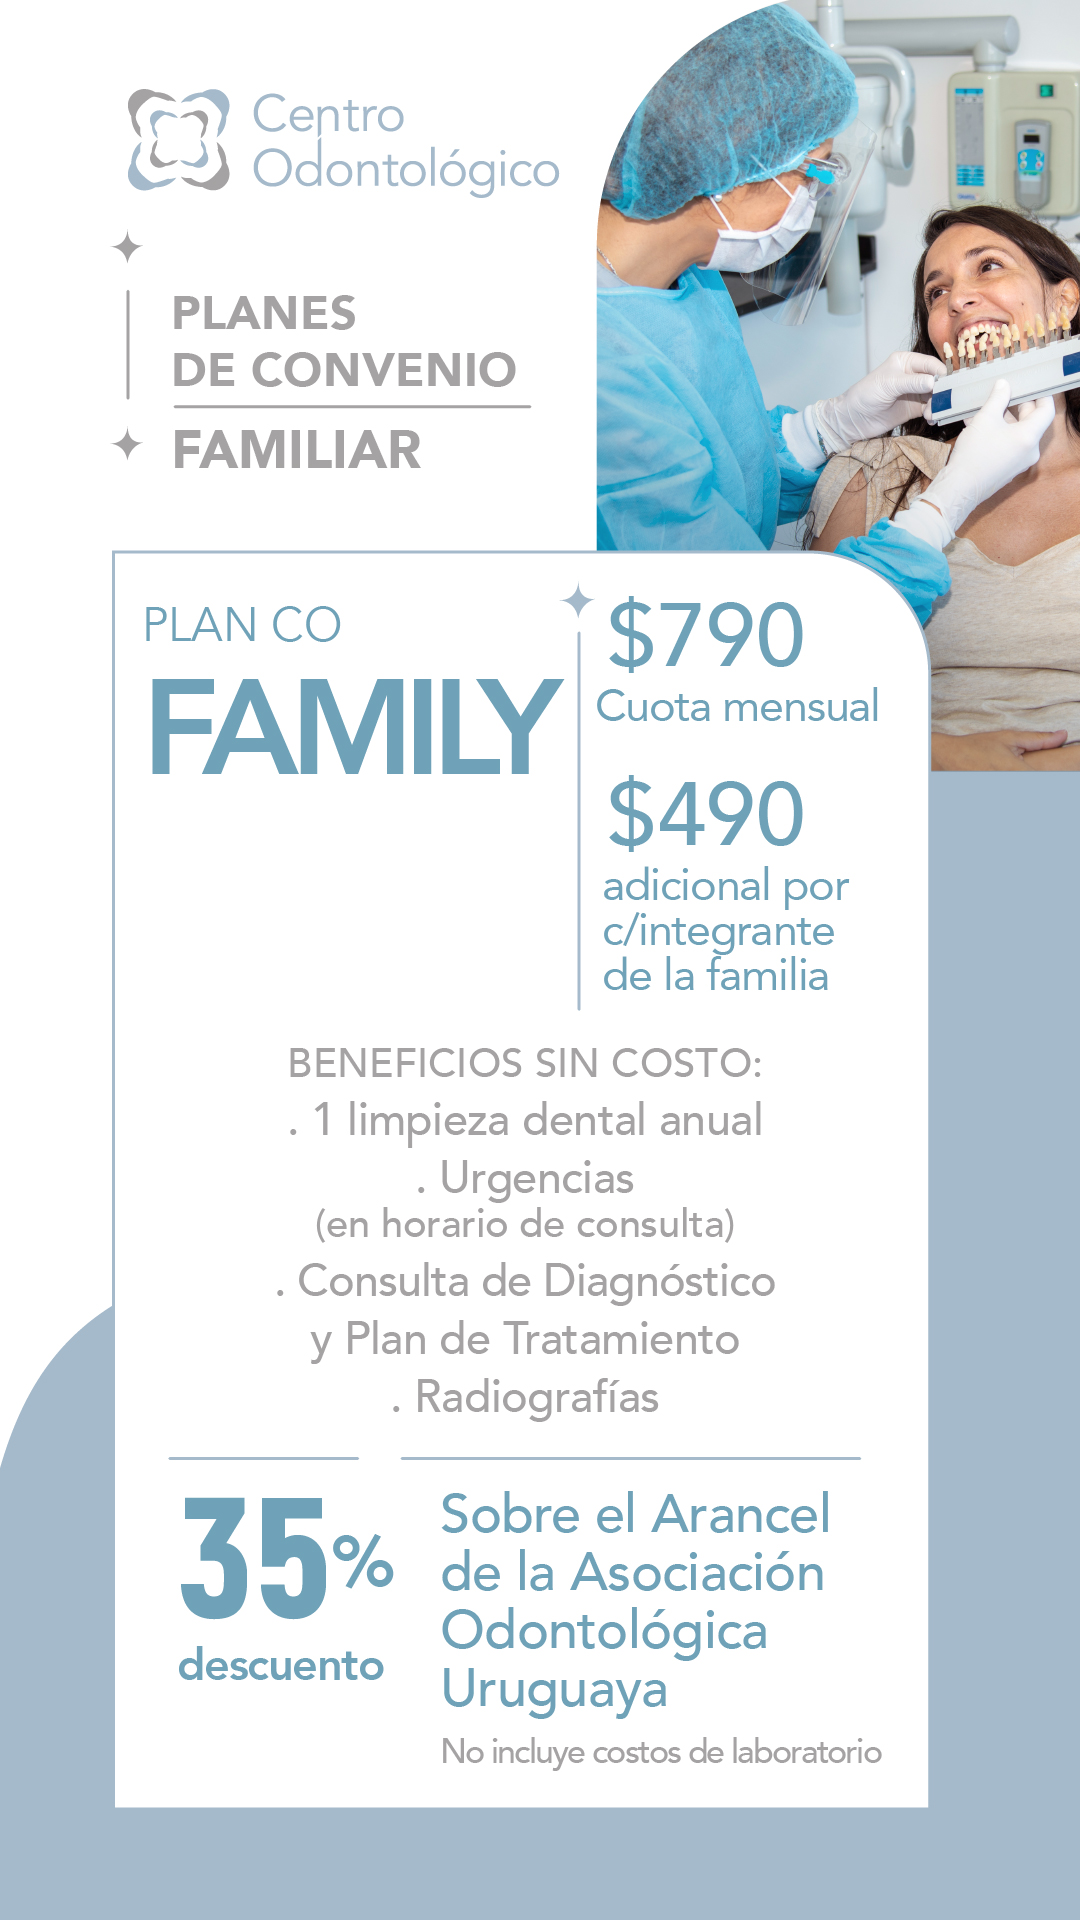 Centro
Odontológico
PLANES
DE CONVENIO
FAMILIAR
PLAN CO
FAMILY
$790
Cuota mensual
$490
adicional por
c/integrante
de la familia
BENEFICIOS SIN COSTO:
. 1 limpieza dental anual
. Urgencias
(en horario de consulta)
. Consulta de Diagnóstico
y Plan de Tratamiento
. Radiografías
35%
descuento
Sobre el Arancel
de la Asociación
Odontológica
Uruguaya
No incluye costos de laboratorio